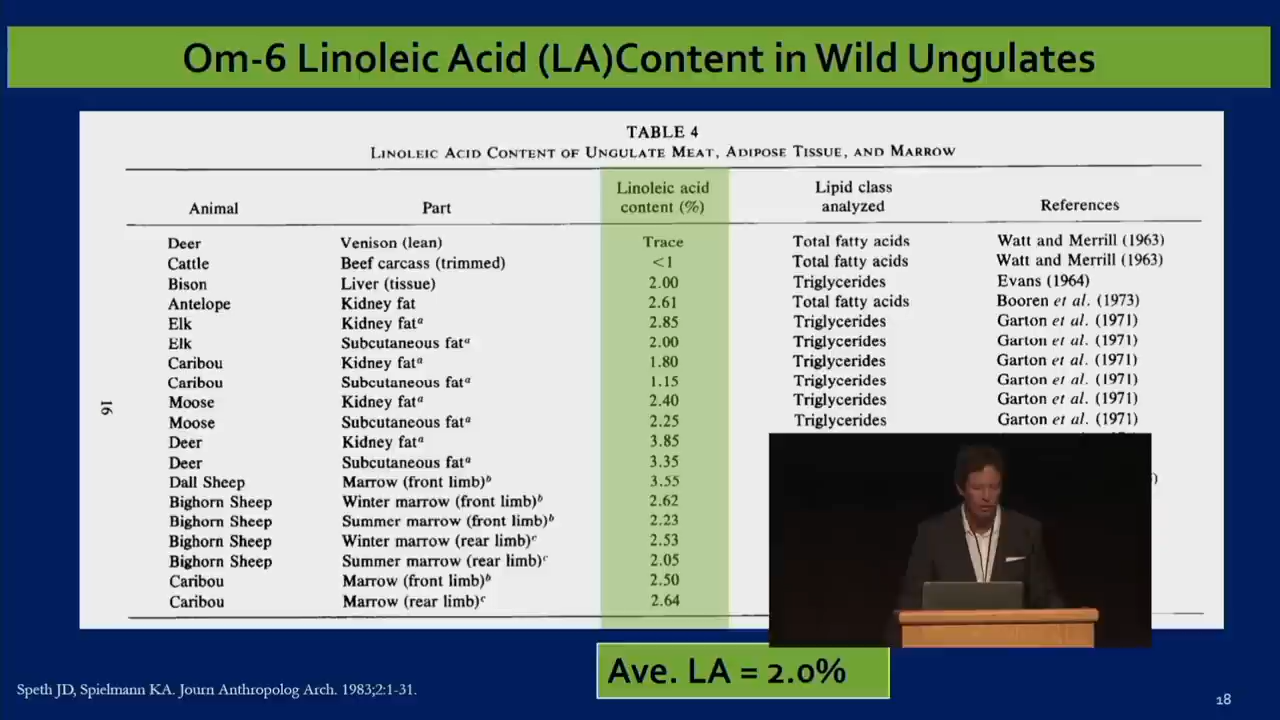 Om-6 Linoleic Acid (LA)Content in Wild Ungulates
TABLE 4
Linoleic Acid Content of Ungulate Meat, Adipose Tissue, and Marrow
Animal Part Linoleic acid content (%) Lipid class analyzed References
Deer Venison (lean) Trace Total fatty acids Watt and Merrill (1963)
Cattle Beef carcass (trimmed) <1 Total fatty acids Watt and Merrill (1963)
Bison Liver (tissue) 2.00 Triglycerides Evans (1964)
Antelope Kidney fat 2.61 Total fatty acids Booren et al. (1973)
Elk Kidney fatᵃ 2.85 Triglycerides Garton et al. (1971)
Elk Subcutaneous fatᵃ 2.00 Triglycerides Garton et al. (1971)
Caribou Kidney fatᵃ 1.80 Triglycerides Garton et al. (1971)
Caribou Subcutaneous fatᵃ 1.15 Triglycerides Garton et al. (1971)
Moose Kidney fatᵃ 2.40 Triglycerides Garton et al. (1971)
Moose Subcutaneous fatᵃ 2.25 Triglycerides Garton et al. (1971)
Deer Kidney fatᵃ 3.85
Deer Subcutaneous fatᵃ 3.35
Dall Sheep Marrow (front limb)ᵇ 3.55
Bighorn Sheep Winter marrow (front limb)ᵇ 2.62
Bighorn Sheep Summer marrow (front limb)ᵇ 2.23
Bighorn Sheep Winter marrow (rear limb)ᶜ 2.53
Bighorn Sheep Summer marrow (rear limb)ᶜ 2.05
Caribou Marrow (front limb)ᵇ 2.50
Caribou Marrow (rear limb)ᶜ 2.64
16
Ave. LA = 2.0%
Speth JD, Spielmann KA. Journ Anthropolog Arch. 1983;2:1-31.
18